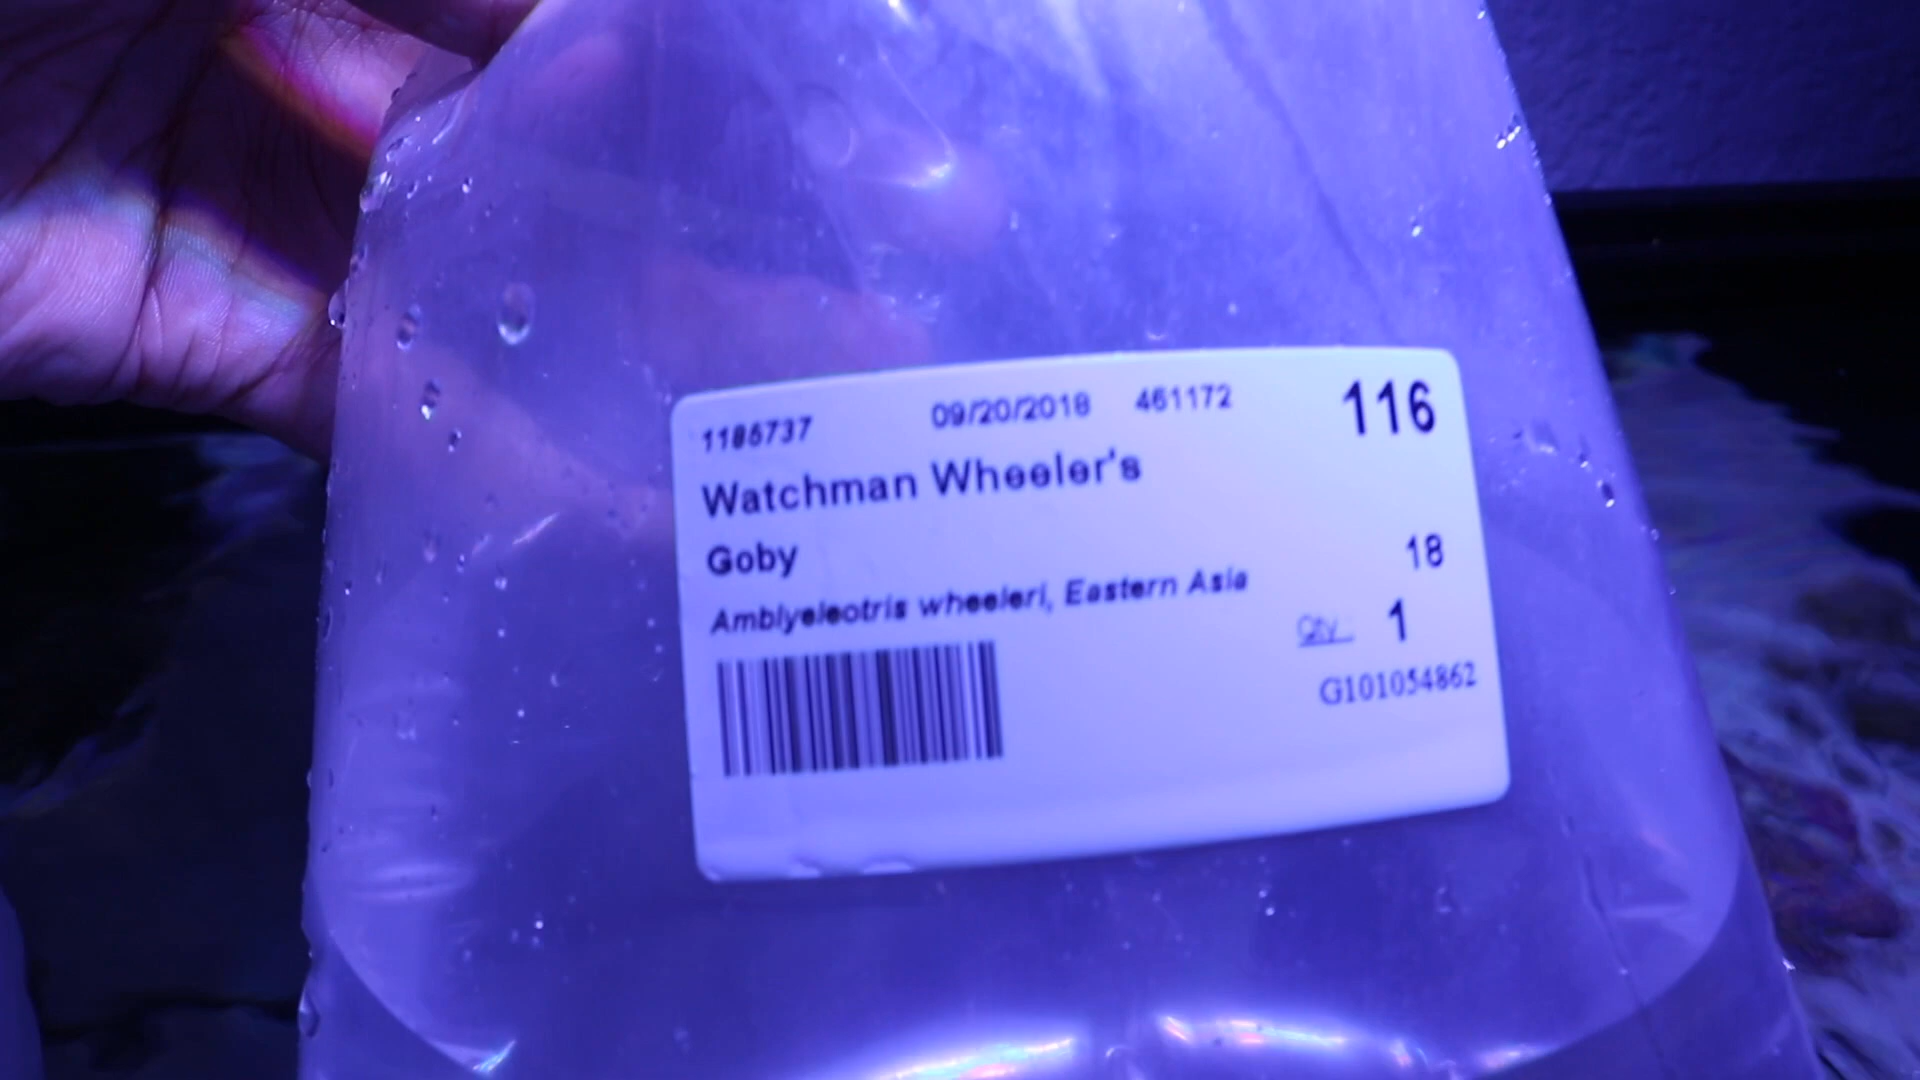 1186737 09/20/2018 461172 116
Watchman Wheeler's
Goby
18
Amblyeleotris wheeleri, Eastern Asia
Qty: 1
G101054862